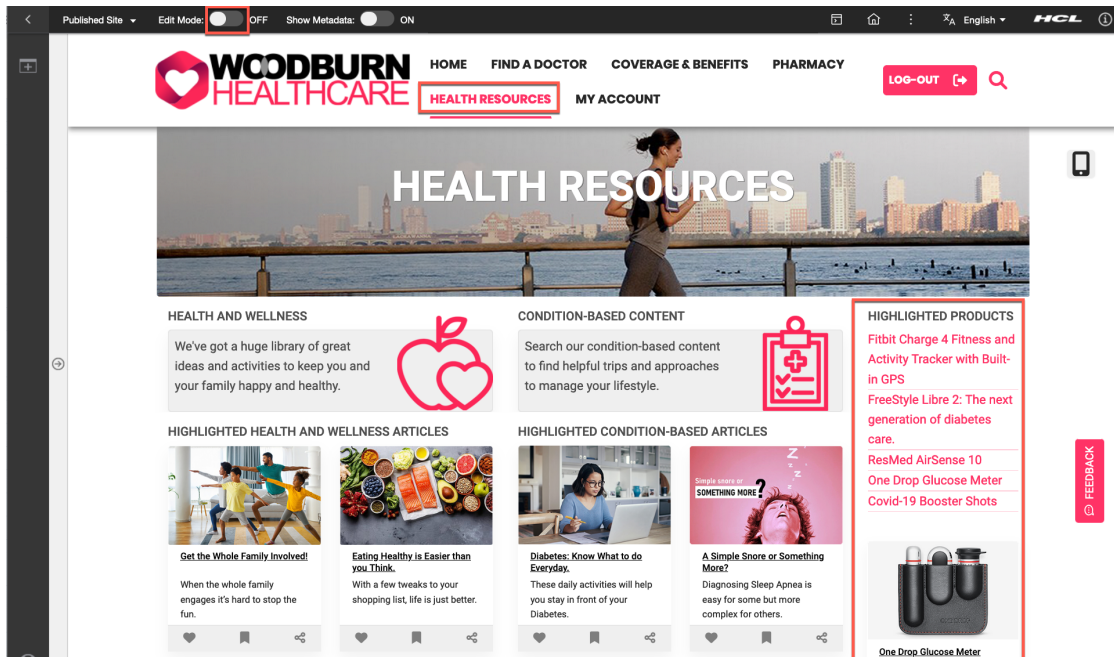 Published Site
Edit Mode: OFF
Show Metadata: ON
English
HCL
WOODBURN
HEALTHCARE
HOME FIND A DOCTOR COVERAGE & BENEFITS PHARMACY
HEALTH RESOURCES MY ACCOUNT
LOG-OUT
HEALTH RESOURCES
HEALTH AND WELLNESS
We've got a huge library of great
ideas and activities to keep you and
your family happy and healthy.
CONDITION-BASED CONTENT
Search our condition-based content
to find helpful trips and approaches
to manage your lifestyle.
HIGHLIGHTED HEALTH AND WELLNESS ARTICLES
Get the Whole Family Involved!
When the whole family
engages it's hard to stop the
fun.
Eating Healthy is Easier than
you Think.
With a few tweaks to your
shopping list, life is just better.
HIGHLIGHTED CONDITION-BASED ARTICLES
Diabetes: Know What to do
Everyday.
These daily activities will help
you stay in front of your
Diabetes.
Z
Z
Z
Simple snore or
SOMETHING MORE?
A Simple Snore or Something
More?
Diagnosing Sleep Apnea is
easy for some but more
complex for others.
HIGHLIGHTED PRODUCTS
Fitbit Charge 4 Fitness and
Activity Tracker with Built-
in GPS
FreeStyle Libre 2: The next
generation of diabetes
care.
ResMed AirSense 10
One Drop Glucose Meter
Covid-19 Booster Shots
One Drop Glucose Meter
FEEDBACK